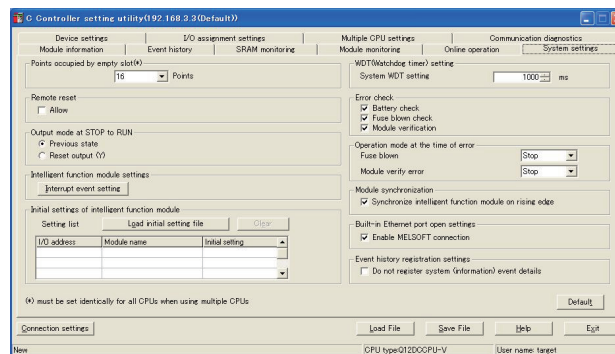 C Controller setting utility(192.168.3.3(Default))
Device settings
I/O assignment settings
Multiple CPU settings
Communication diagnostics
Module information
Event history
SRAM monitoring
Module monitoring
Online operation
System settings
Points occupied by empty slot(*)
16
Points
Remote reset
Allow
Output mode at STOP to RUN
Previous state
Reset output (Y)
Intelligent function module settings
Interrupt event setting
Initial settings of intelligent function module
Setting list
Load initial setting file
Clear
I/O address
Module name
Initial setting
(*) must be set identically for all CPUs when using multiple CPUs
WDT(Watchdog timer) setting
System WDT setting
1000
ms
Error check
Battery check
Fuse blown check
Module verification
Operation mode at the time of error
Fuse blown
Stop
Module verify error
Stop
Module synchronization
Synchronize intelligent function module on rising edge
Built-in Ethernet port open settings
Enable MELSOFT connection
Event history registration settings
Do not register system (information) event details
Default
Connection settings
Load File
Save File
Help
Exit
New
CPU type:Q12DCCPU-V
User name: target